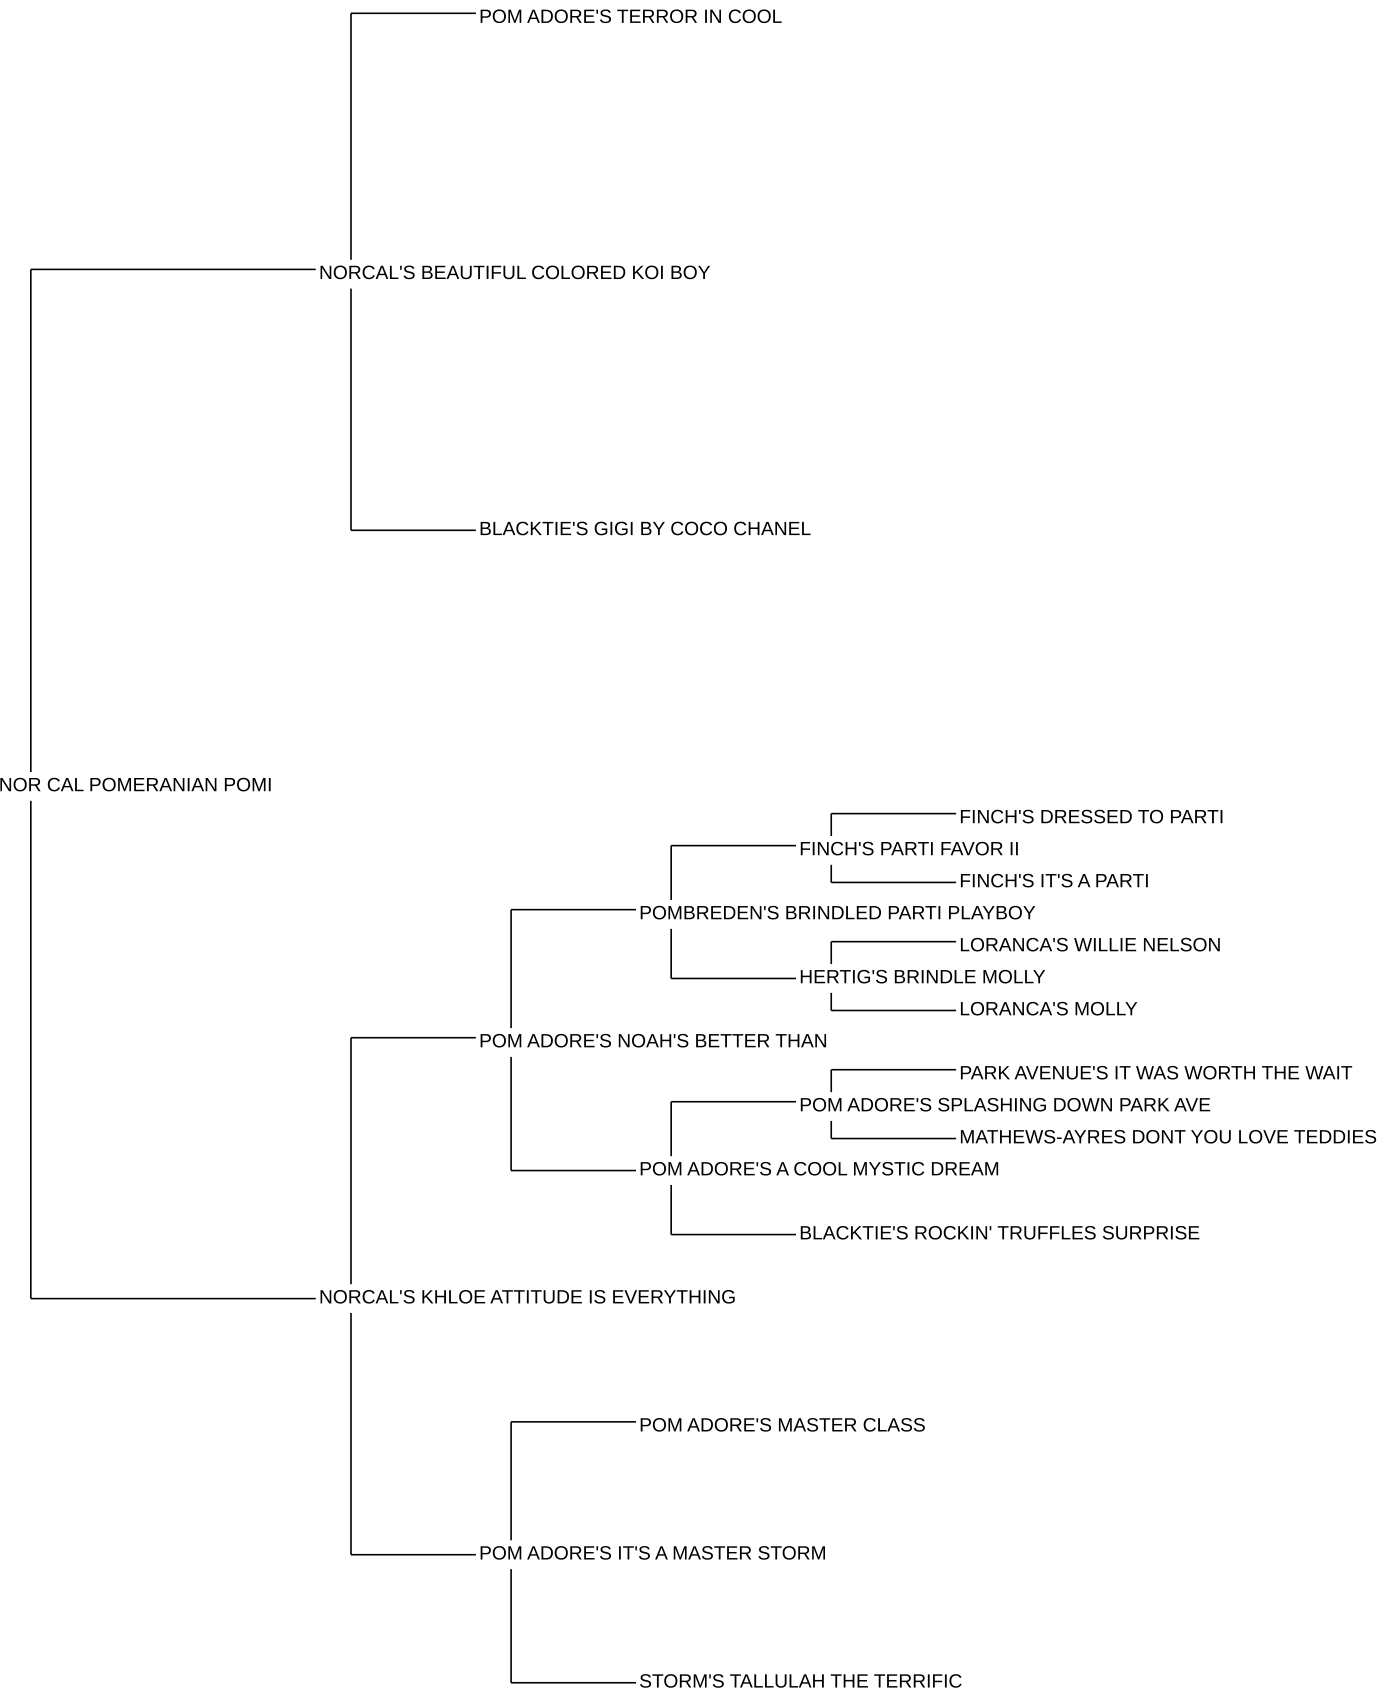 POM ADORE'S TERROR IN COOL
NORCAL'S BEAUTIFUL COLORED KOI BOY
BLACKTIE'S GIGI BY COCO CHANEL
NOR CAL POMERANIAN POMI
FINCH'S DRESSED TO PARTI
FINCH'S PARTI FAVOR II
FINCH'S IT'S A PARTI
POMBREDEN'S BRINDLED PARTI PLAYBOY
LORANCA'S WILLIE NELSON
HERTIG'S BRINDLE MOLLY
LORANCA'S MOLLY
POM ADORE'S NOAH'S BETTER THAN
PARK AVENUE'S IT WAS WORTH THE WAIT
POM ADORE'S SPLASHING DOWN PARK AVE
MATHEWS-AYRES DONT YOU LOVE TEDDIES
POM ADORE'S A COOL MYSTIC DREAM
BLACKTIE'S ROCKIN' TRUFFLES SURPRISE
NORCAL'S KHLOE ATTITUDE IS EVERYTHING
POM ADORE'S MASTER CLASS
POM ADORE'S IT'S A MASTER STORM
STORM'S TALLULAH THE TERRIFIC